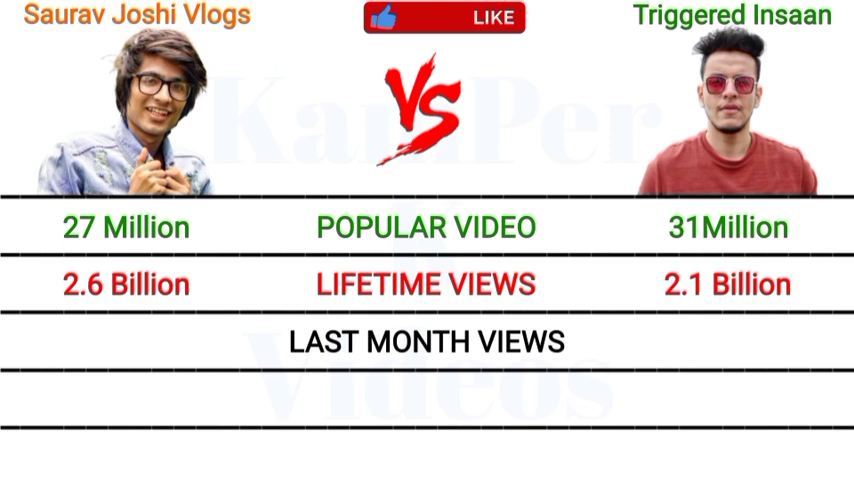 Saurav Joshi Vlogs
LIKE
Triggered Insaan
VS
27 Million POPULAR VIDEO 31Million
2.6 Billion LIFETIME VIEWS 2.1 Billion
LAST MONTH VIEWS
Videos